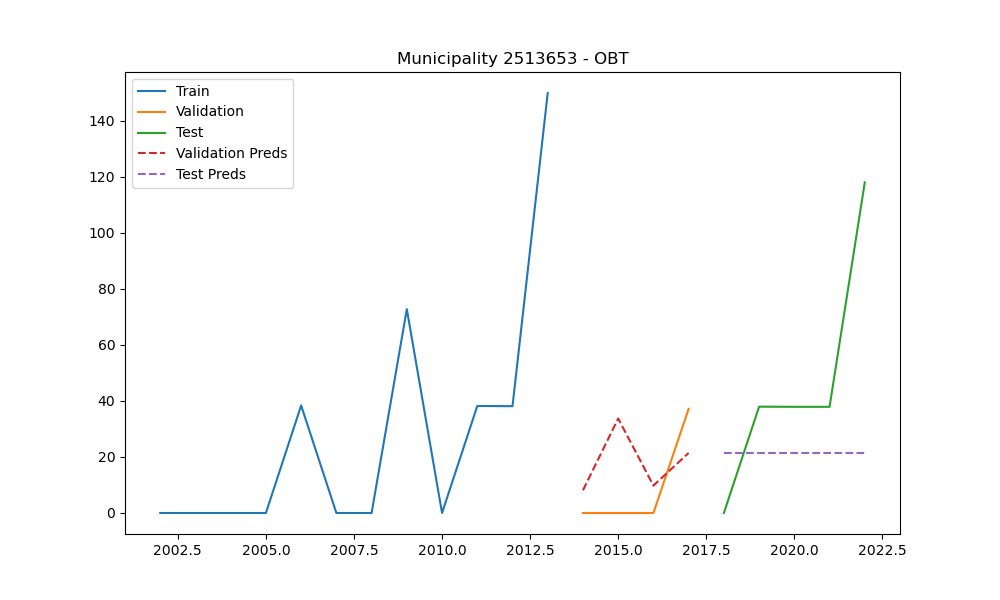 Municipality 2513653 - OBT
Train
Validation
Test
Validation Preds
Test Preds
140
120
100
80
60
40
20
0
2002.5 2005.0 2007.5 2010.0 2012.5 2015.0 2017.5 2020.0 2022.5